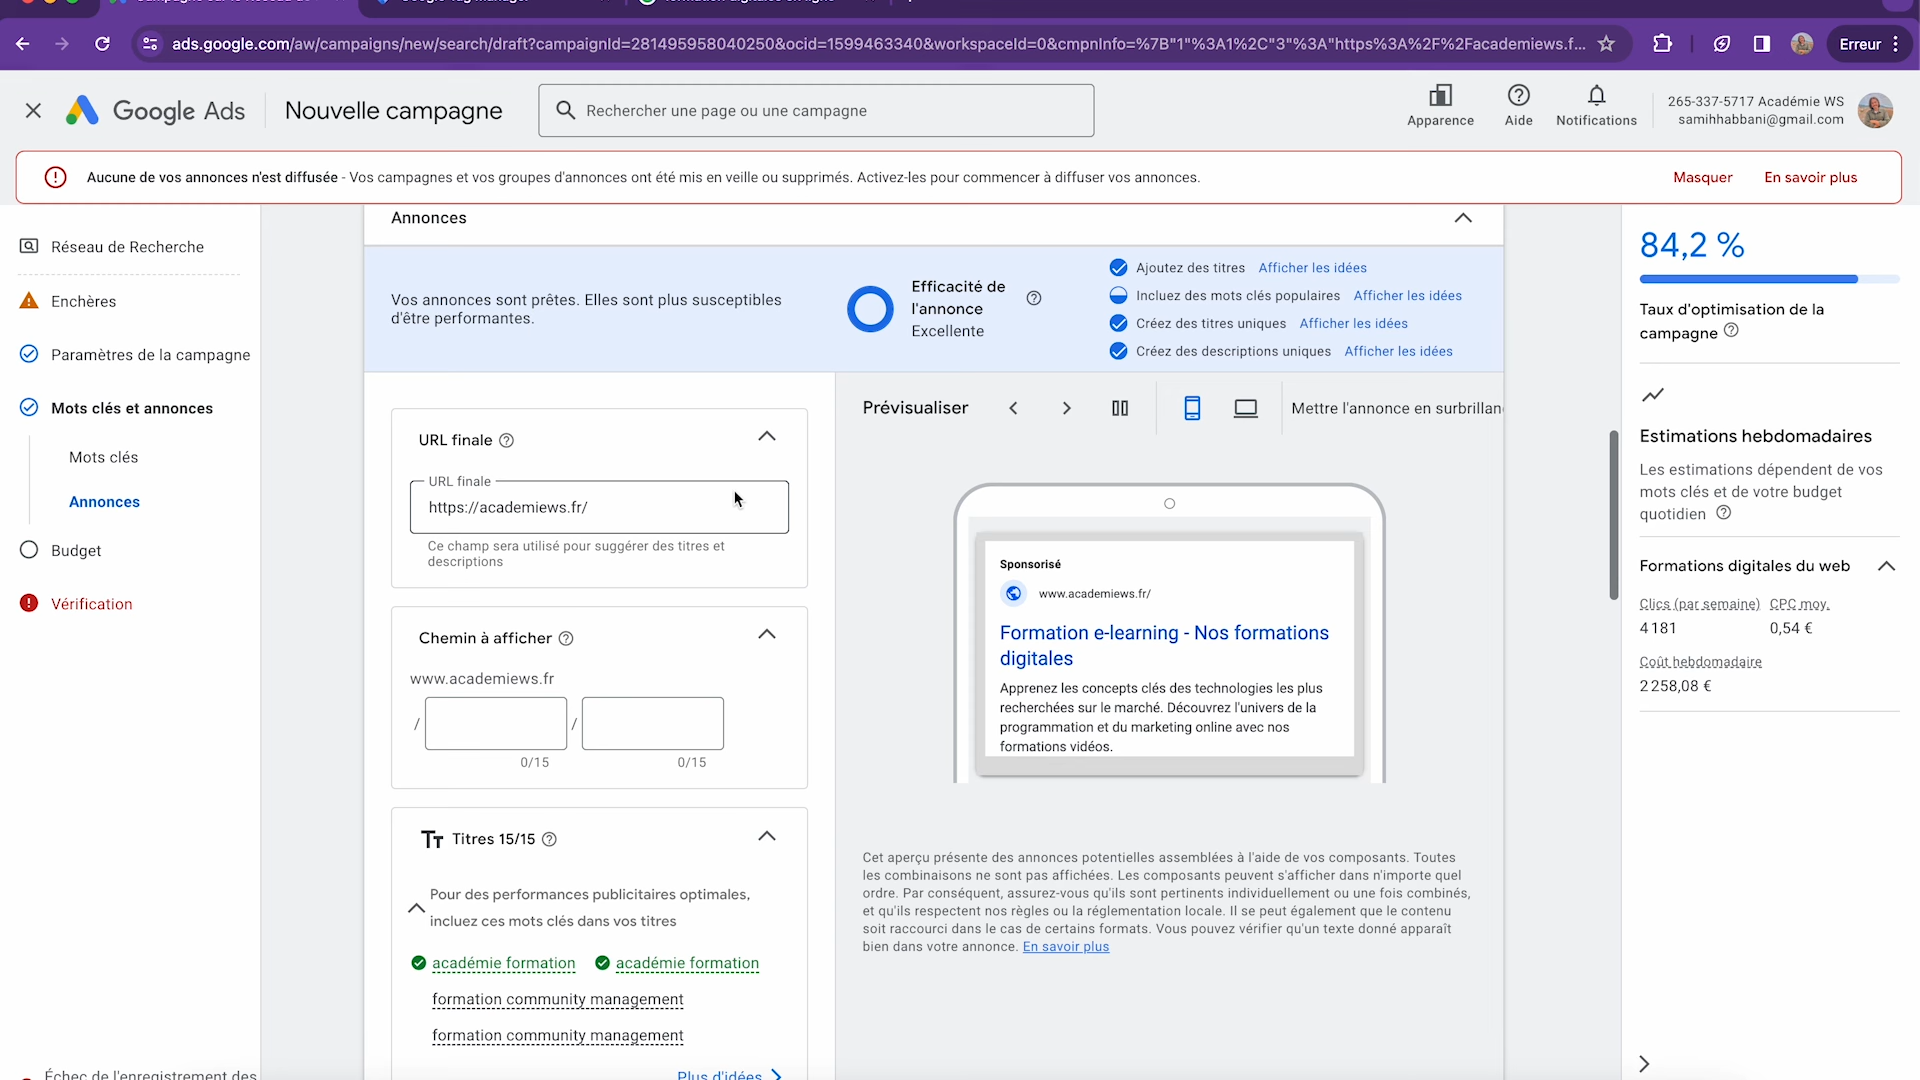 ads.google.com/aw/campaigns/new/search/draft?campaignId=281495958040250&ocid=1599463340&workspaceId=0&cmpnInfo=%7B"1"%3A1%2C"3"%3A"https%3A%2F%2Facademiews.f...
Erreur
Google Ads
Nouvelle campagne
Rechercher une page ou une campagne
Apparence
Aide
Notifications
265-337-5717 Académie WS
samihhabbani@gmail.com
Aucune de vos annonces n'est diffusée - Vos campagnes et vos groupes d'annonces ont été mis en veille ou supprimés. Activez-les pour commencer à diffuser vos annonces.
Masquer
En savoir plus
Réseau de Recherche
Enchères
Paramètres de la campagne
Mots clés et annonces
Mots clés
Annonces
Budget
Vérification
Échec de l'enregistrement des
Annonces
Vos annonces sont prêtes. Elles sont plus susceptibles
d'être performantes.
Efficacité de
l'annonce
Excellente
Ajoutez des titres Afficher les idées
Incluez des mots clés populaires Afficher les idées
Créez des titres uniques Afficher les idées
Créez des descriptions uniques Afficher les idées
URL finale
URL finale
https://academiews.fr/
Ce champ sera utilisé pour suggérer des titres et
descriptions
Chemin à afficher
www.academiews.fr
/
/
0/15
0/15
Titres 15/15
Pour des performances publicitaires optimales,
incluez ces mots clés dans vos titres
académie formation académie formation
formation community management
formation community management
Plus d'idées
Prévisualiser
Mettre l'annonce en surbrillan
Sponsorisé
www.academiews.fr/
Formation e-learning - Nos formations
digitales
Apprenez les concepts clés des technologies les plus
recherchées sur le marché. Découvrez l'univers de la
programmation et du marketing online avec nos
formations vidéos.
Cet aperçu présente des annonces potentielles assemblées à l'aide de vos composants. Toutes
les combinaisons ne sont pas affichées. Les composants peuvent s'afficher dans n'importe quel
ordre. Par conséquent, assurez-vous qu'ils sont pertinents individuellement ou une fois combinés,
et qu'ils respectent nos règles ou la réglementation locale. Il se peut également que le contenu
soit raccourci dans le cas de certains formats. Vous pouvez vérifier qu'un texte donné apparaît
bien dans votre annonce. En savoir plus
84,2 %
Taux d'optimisation de la
campagne
Estimations hebdomadaires
Les estimations dépendent de vos
mots clés et de votre budget
quotidien
Formations digitales du web
Clics (par semaine) CPC moy.
4 181 0,54 €
Coût hebdomadaire
2 258,08 €